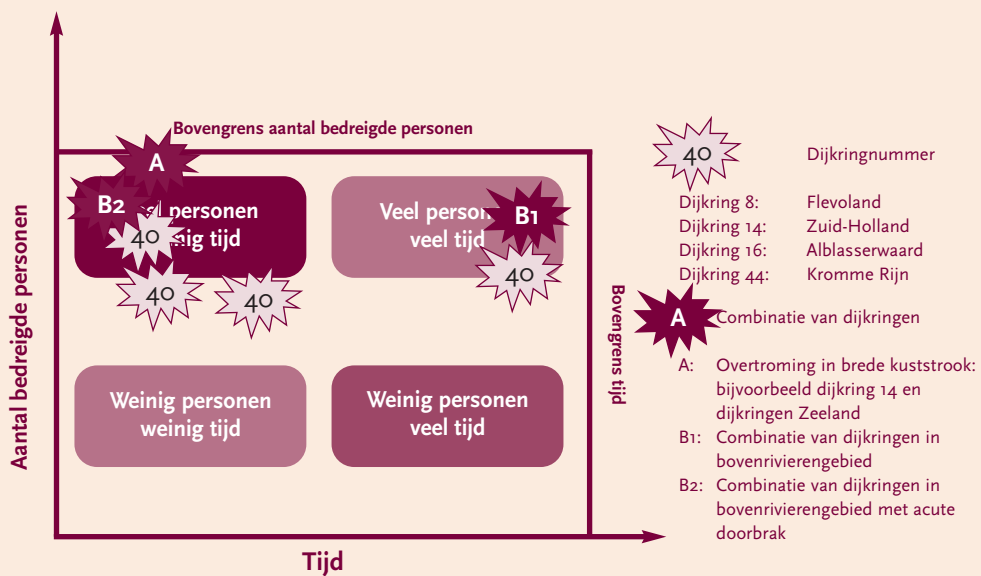 Bovengrens aantal bedreigde personen
A
B2
personen
40
tijd
40
40
Veel
veel tijd
B1
40
Weinig personen
weinig tijd
Weinig personen
veel tijd
Aantal bedreigde personen
Tijd
Bovengrens tijd
40 Dijkringnummer
Dijkring 8: Flevoland
Dijkring 14: Zuid-Holland
Dijkring 16: Alblasserwaard
Dijkring 44: Kromme Rijn
A Combinatie van dijkringen
A: Overtroming in brede kuststrook:
bijvoorbeeld dijkring 14 en
dijkringen Zeeland
B1: Combinatie van dijkringen in
bovenrivierengebied
B2: Combinatie van dijkringen in
bovenrivierengebied met acute
doorbrak